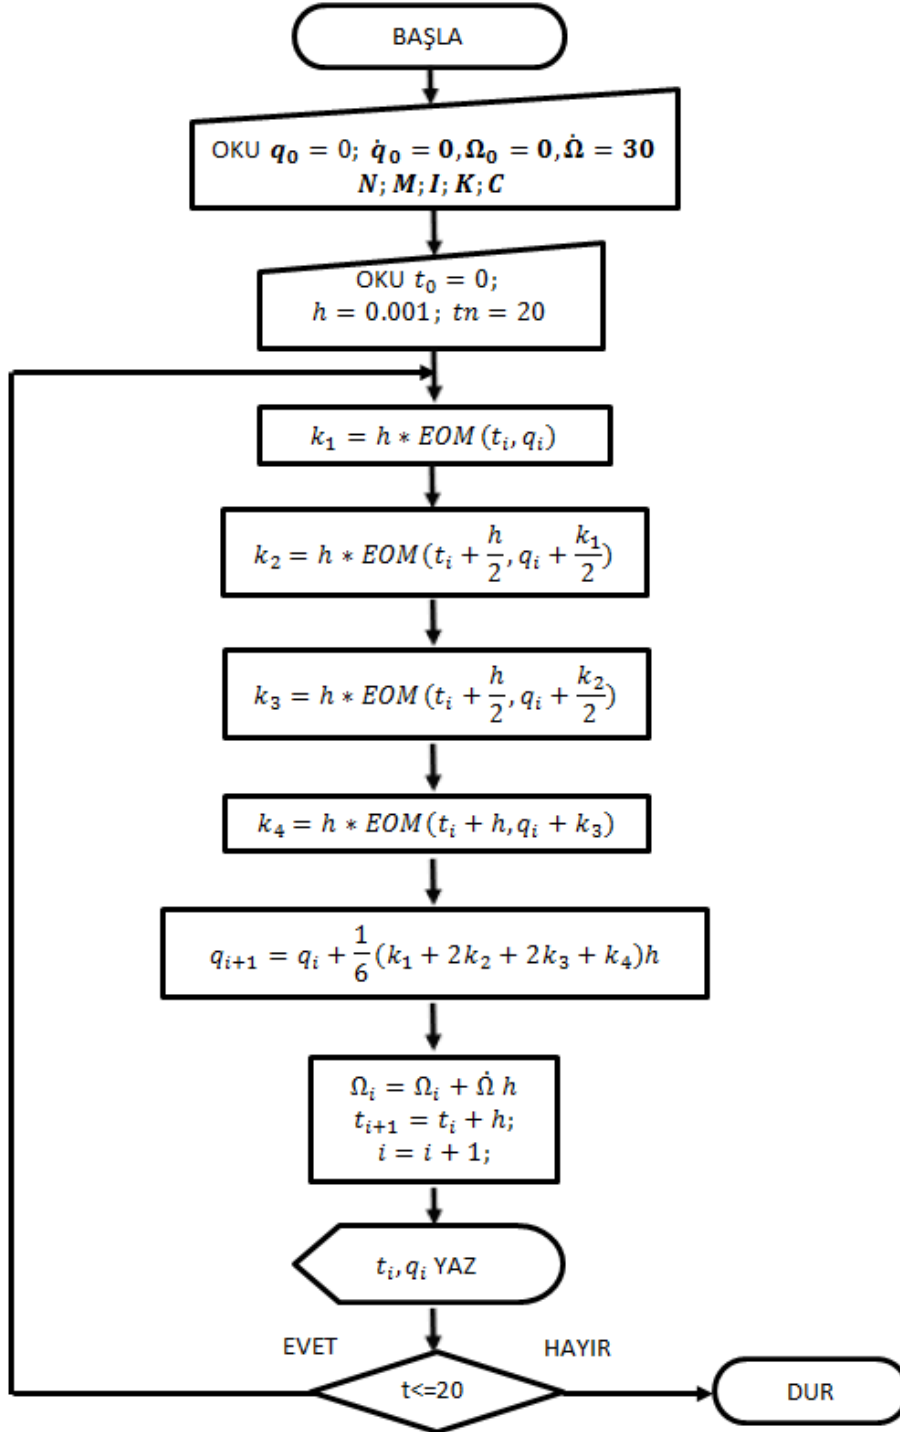 BAŞLA
OKU q₀ = 0; q̇₀ = 0, Ω₀ = 0, Ω̇ = 30
N; M; I; K; C
OKU t₀ = 0;
h = 0.001; tn = 20
k₁ = h * EOM (tᵢ, qᵢ)
k₂ = h * EOM (tᵢ + h/2, qᵢ + k₁/2)
k₃ = h * EOM (tᵢ + h/2, qᵢ + k₂/2)
k₄ = h * EOM (tᵢ + h, qᵢ + k₃)
qᵢ₊₁ = qᵢ + 1/6 (k₁ + 2k₂ + 2k₃ + k₄)h
Ωᵢ = Ωᵢ + Ω̇ h
tᵢ₊₁ = tᵢ + h;
i = i + 1;
tᵢ, qᵢ YAZ
EVET
HAYIR
t<=20
DUR